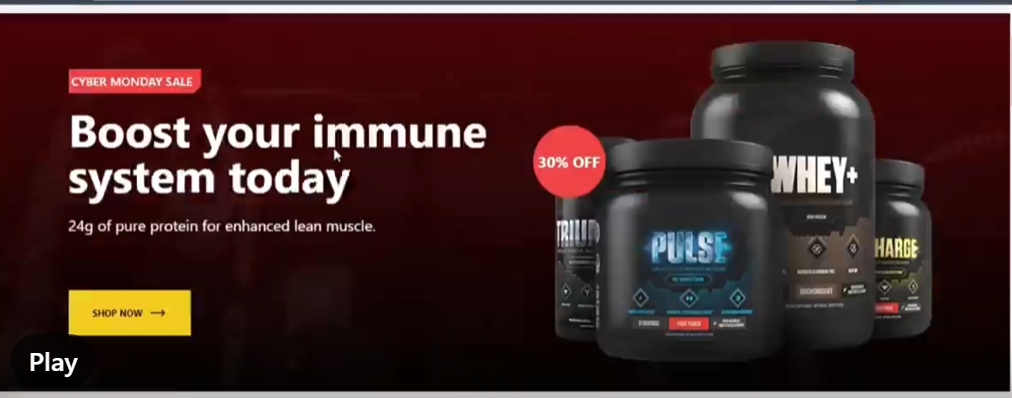 CYBER MONDAY SALE
Boost your immune
system today
24g of pure protein for enhanced lean muscle.
SHOP NOW
Play
30% OFF
WHEY+
PULSE
HARGE